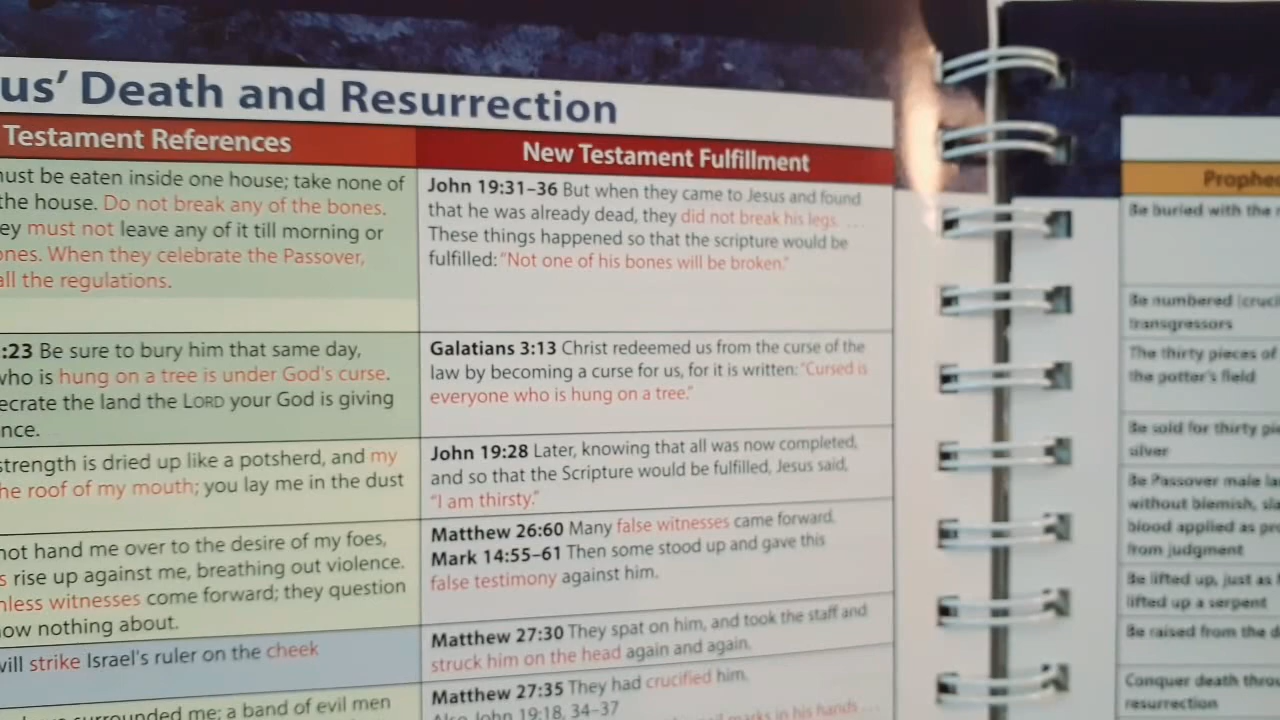 us' Death and Resurrection
Testament References
must be eaten inside one house; take none of
the house. Do not break any of the bones.
ey must not leave any of it till morning or
ones. When they celebrate the Passover,
all the regulations.
:23 Be sure to bury him that same day,
who is hung on a tree is under God's curse.
ecrate the land the LORD your God is giving
nce.
strength is dried up like a potsherd, and my
he roof of my mouth; you lay me in the dust
not hand me over to the desire of my foes,
s rise up against me, breathing out violence.
hless witnesses come forward; they question
ow nothing about.
will strike Israel's ruler on the cheek
surrounded me; a band of evil men
New Testament Fulfillment
John 19:31–36 But when they came to Jesus and found
that he was already dead, they did not break his legs. …
These things happened so that the scripture would be
fulfilled: "Not one of his bones will be broken."
Galatians 3:13 Christ redeemed us from the curse of the
law by becoming a curse for us, for it is written: "Cursed is
everyone who is hung on a tree."
John 19:28 Later, knowing that all was now completed,
and so that the Scripture would be fulfilled, Jesus said,
"I am thirsty."
Matthew 26:60 Many false witnesses came forward.
Mark 14:55–61 Then some stood up and gave this
false testimony against him.
Matthew 27:30 They spat on him, and took the staff and
struck him on the head again and again.
Matthew 27:35 They had crucified him.
Also John 19:18, 34–37
marks in his hands …
Prophe
Be buried with the
Be numbered (cruci
transgressors
The thirty pieces of
the potter's field
Be sold for thirty pie
silver
Be Passover male la
without blemish, sla
blood applied as pr
from judgment
Be lifted up, just as
lifted up a serpent
Be raised from the d
Conquer death throu
resurrection